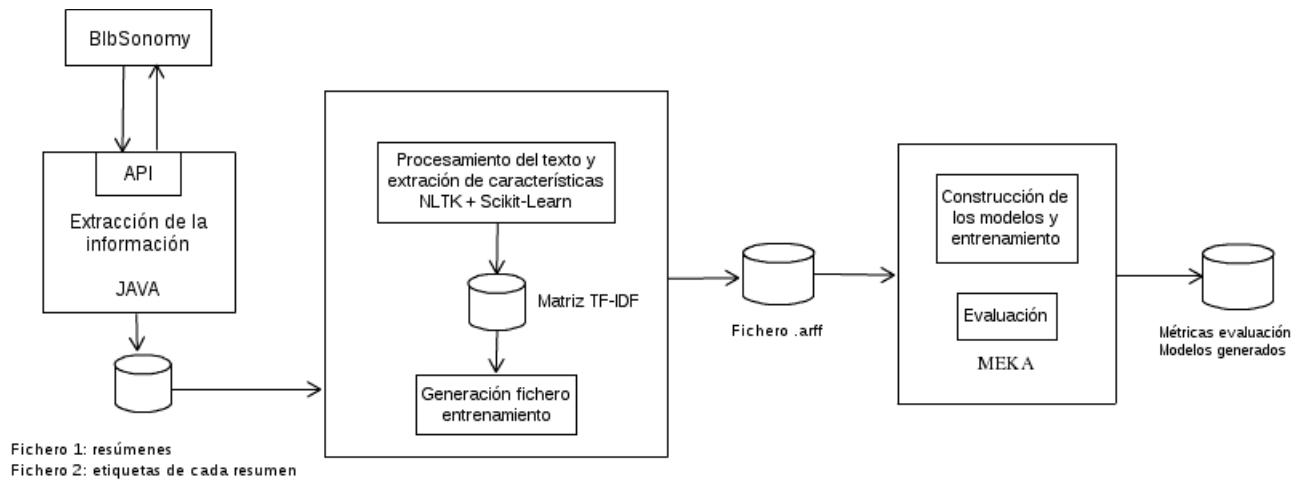 BIbSonomy
API
Extracción de la
información
JAVA
Fichero 1: resúmenes
Fichero 2: etiquetas de cada resumen
Procesamiento del texto y
extración de característícas
NLTK + Scikit-Learn
Matriz TF-IDF
Generación fichero
entrenamiento
Fichero .arff
Construcción de
los modelos y
entrenamiento
Evaluación
MEKA
Métricas evaluación
Modelos generados